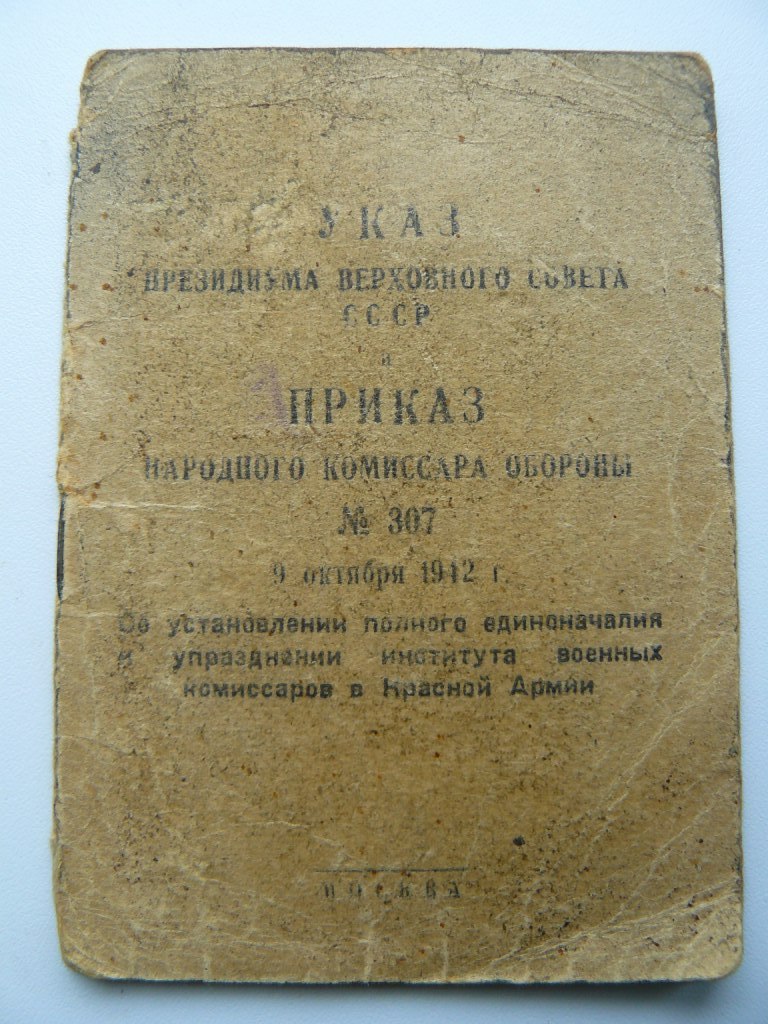 УКАЗ
ПРЕЗИДИУМА ВЕРХОВНОГО СОВЕТА
СССР
и
ПРИКАЗ
НАРОДНОГО КОМИССАРА ОБОРОНЫ
№ 307
9 октября 1942 г.
Об установлении полного единоначалия
и упразднении института военных
комиссаров в Красной Армии
МОСКВА